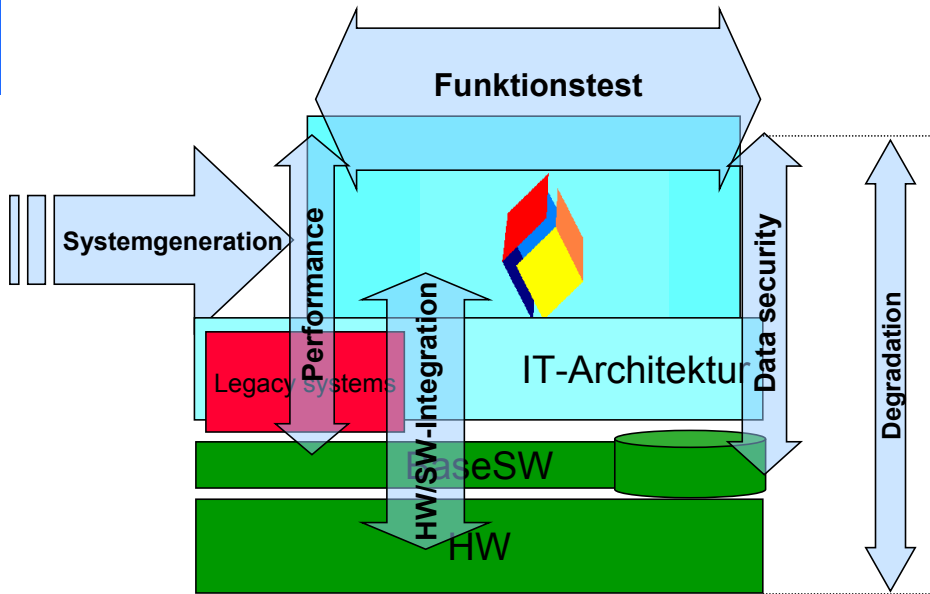 Funktionstest
Systemgeneration
Performance
HW/SW-Integration
Data security
Degradation
Legacy systems
IT-Architektur
BaseSW
HW